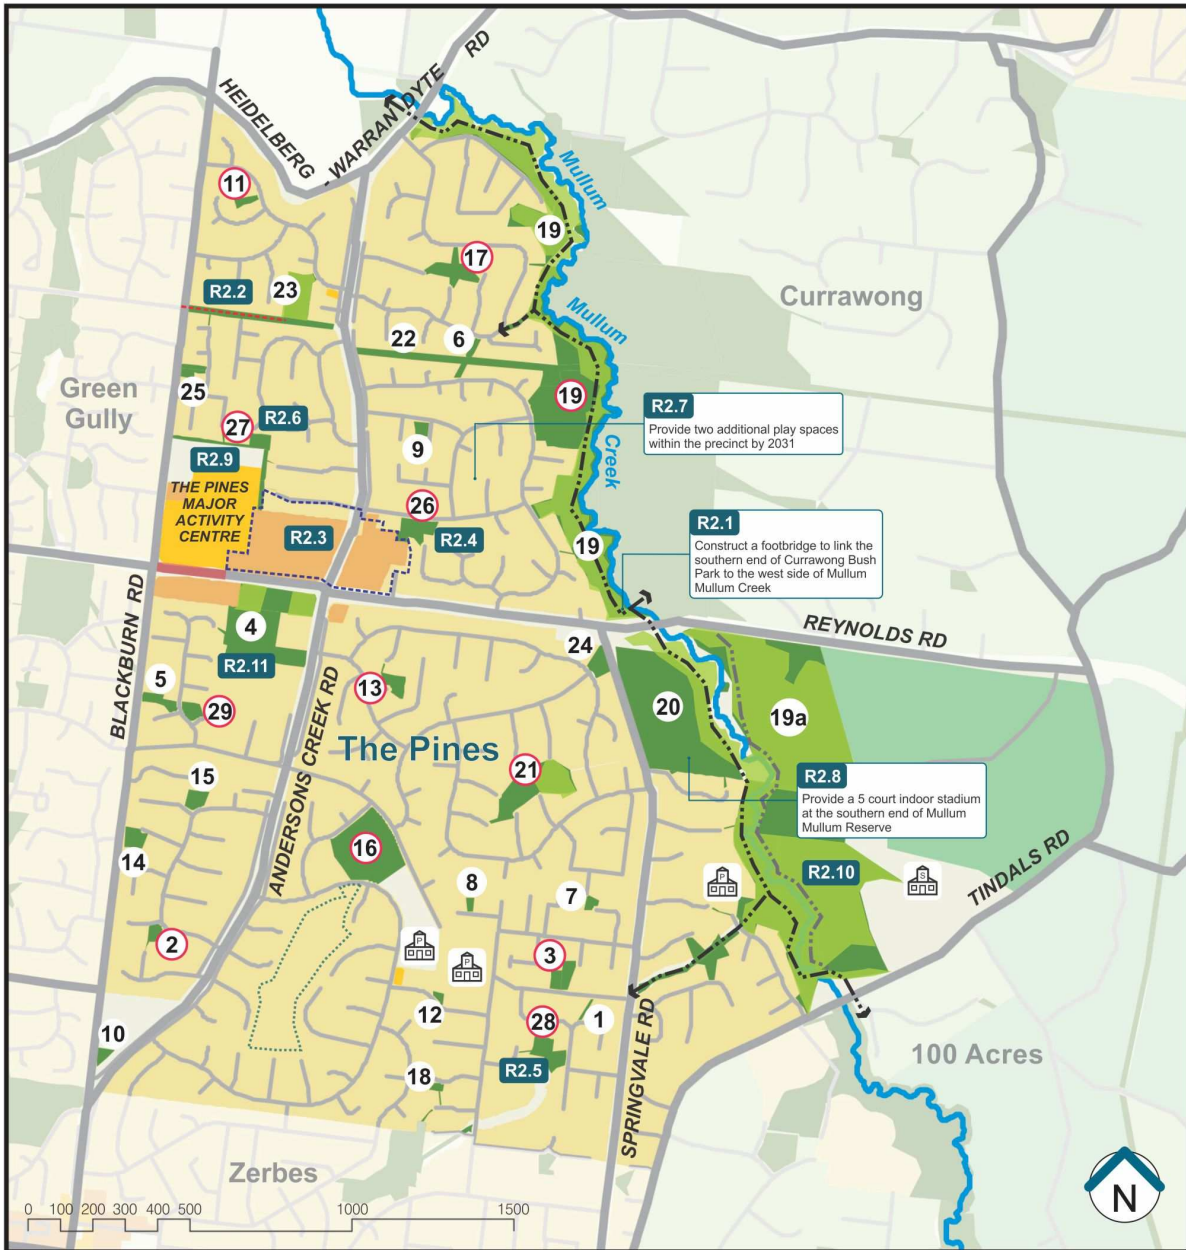 HEIDELBERG
- WARRANDYTE
RD
11
Mullum
19
17
R2.2
23
Currawong
Mullum
22
6
Green
Gully
25
19
R2.7
Provide two additional play spaces
within the precinct by 2031
27
R2.6
9
Creek
R2.9
THE PINES
MAJOR
ACTIVITY
CENTRE
26
R2.3
R2.4
19
R2.1
Construct a footbridge to link the
southern end of Currawong Bush
Park to the west side of Mullum
Mullum Creek
BLACKBURN RD
4
R2.11
REYNOLDS RD
24
5
29
13
ANDERSONS CREEK RD
20
19a
The Pines
15
21
R2.8
Provide a 5 court indoor stadium
at the southern end of Mullum
Mullum Reserve
14
16
TINDALS RD
8
7
P
R2.10
S
2
P
P
3
12
28
1
10
R2.5
18
SPRINGVALE RD
100 Acres
Zerbes
0 100 200 300 400 500 1000 1500
N